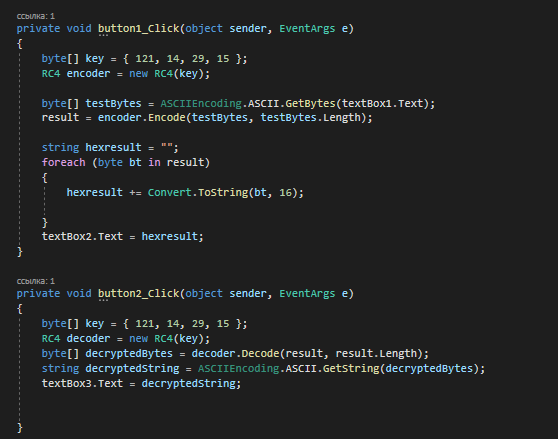 ссылка: 1
private void button1_Click(object sender, EventArgs e)
{
byte[] key = { 121, 14, 29, 15 };
RC4 encoder = new RC4(key);
byte[] testBytes = ASCIIEncoding.ASCII.GetBytes(textBox1.Text);
result = encoder.Encode(testBytes, testBytes.Length);
string hexresult = "";
foreach (byte bt in result)
{
hexresult += Convert.ToString(bt, 16);
}
textBox2.Text = hexresult;
}
ссылка: 1
private void button2_Click(object sender, EventArgs e)
{
byte[] key = { 121, 14, 29, 15 };
RC4 decoder = new RC4(key);
byte[] decryptedBytes = decoder.Decode(result, result.Length);
string decryptedString = ASCIIEncoding.ASCII.GetString(decryptedBytes);
textBox3.Text = decryptedString;
}